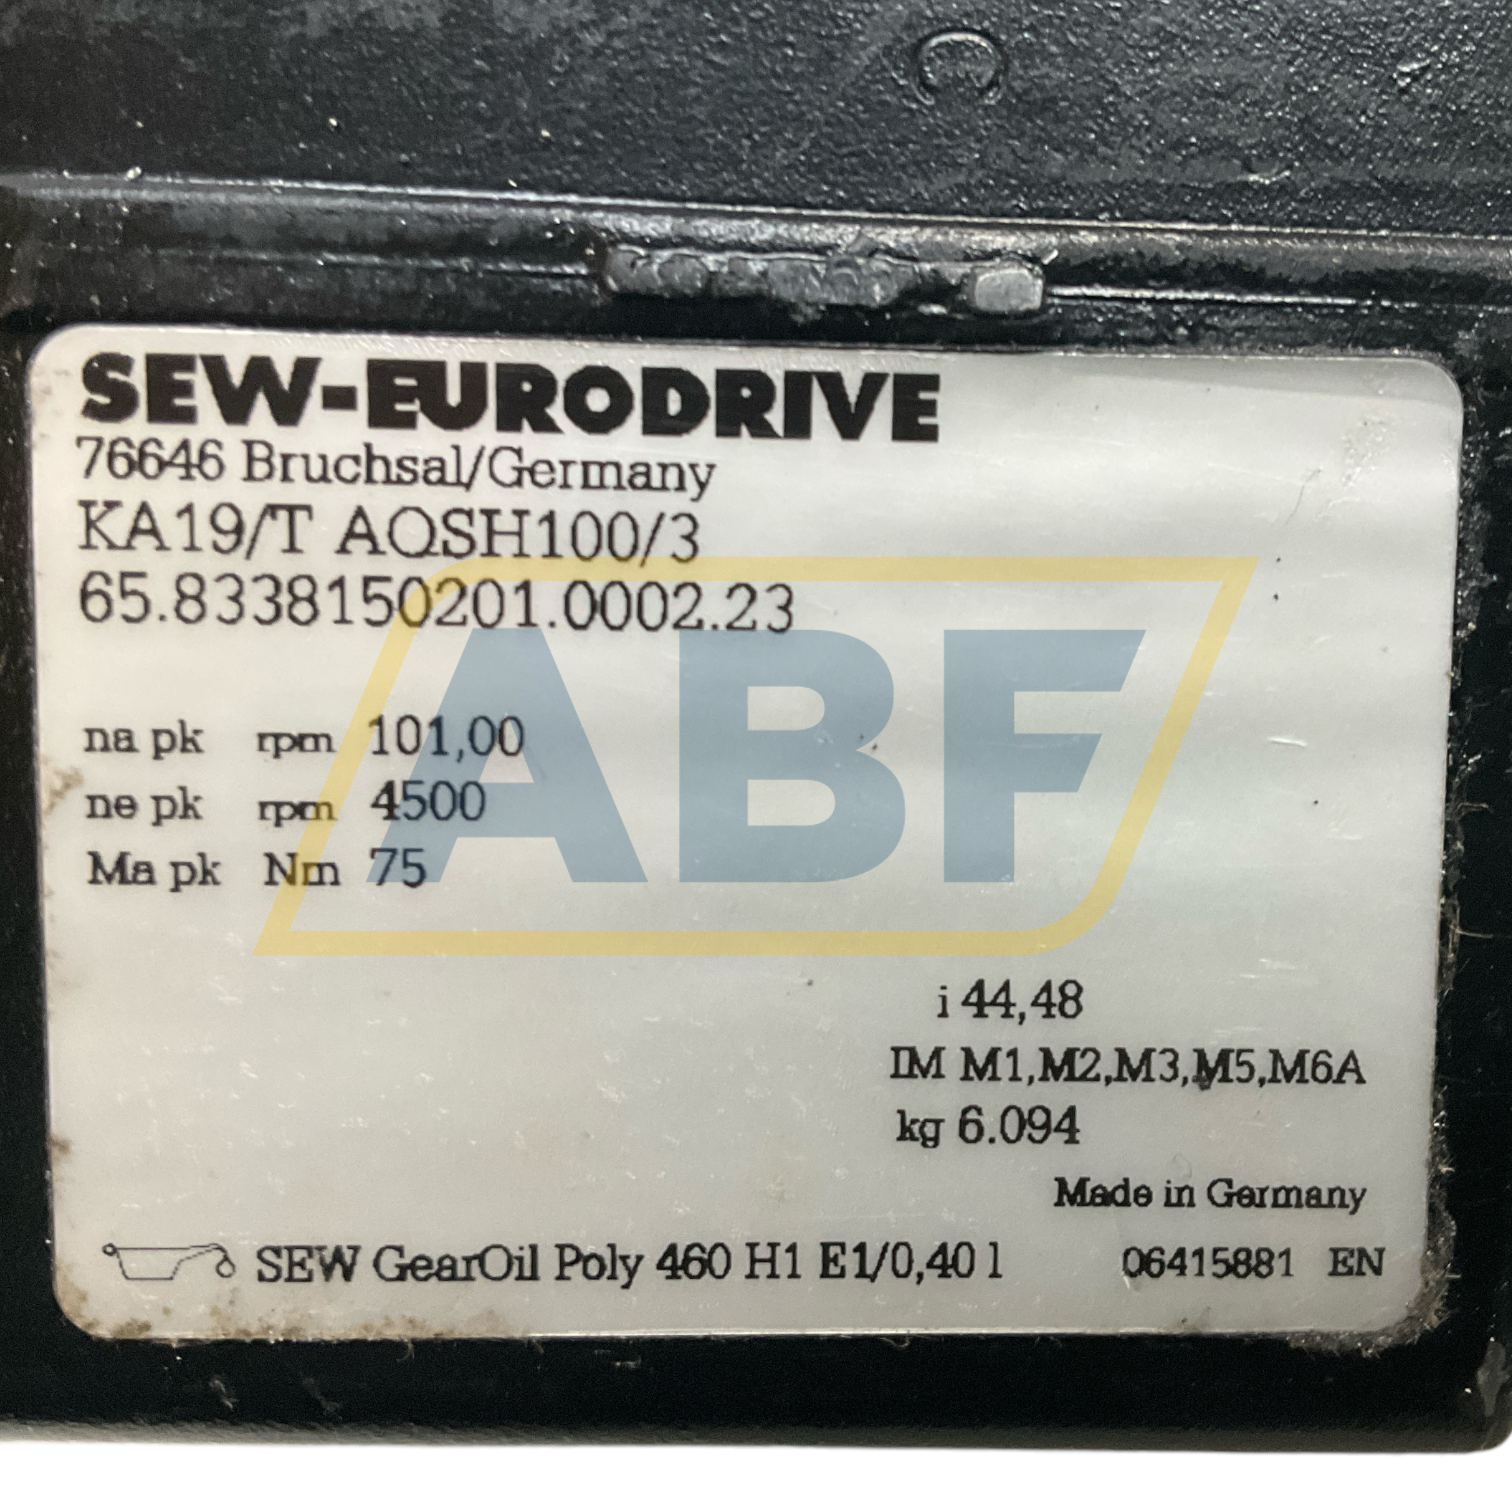 SEW-EURODRIVE
76646 Bruchsal/Germany
KA19/T AQSH100/3
65.8338150201.0002.23
na pk rpm 101,00
ne pk rpm 4500
Ma pk Nm 75
ABF
i 44,48
IM M1,M2,M3,M5,M6A
kg 6.094
Made in Germany
SEW GearOil Poly 460 H1 E1/0,40 l 06415881 EN